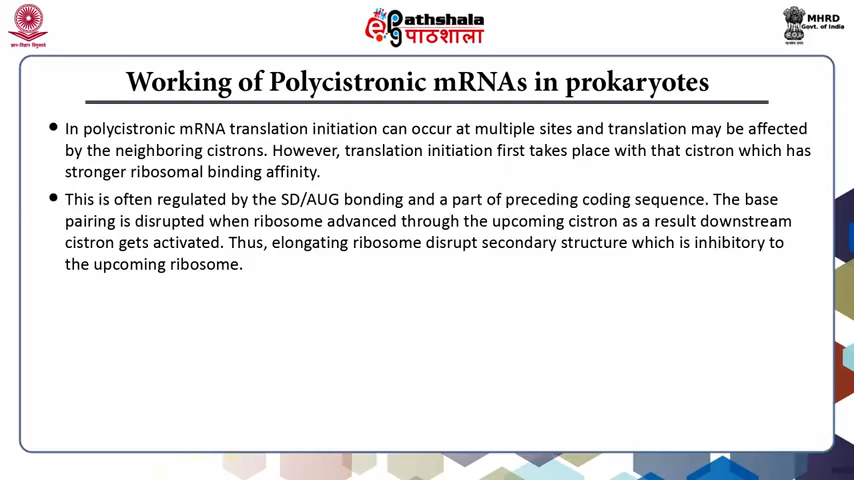 ज्ञान-विज्ञान विमुक्तये
ePathshala
पाठशाला
MHRD
Govt. of India
Working of Polycistronic mRNAs in prokaryotes
• In polycistronic mRNA translation initiation can occur at multiple sites and translation may be affected
by the neighboring cistrons. However, translation initiation first takes place with that cistron which has
stronger ribosomal binding affinity.
• This is often regulated by the SD/AUG bonding and a part of preceding coding sequence. The base
pairing is disrupted when ribosome advanced through the upcoming cistron as a result downstream
cistron gets activated. Thus, elongating ribosome disrupt secondary structure which is inhibitory to
the upcoming ribosome.